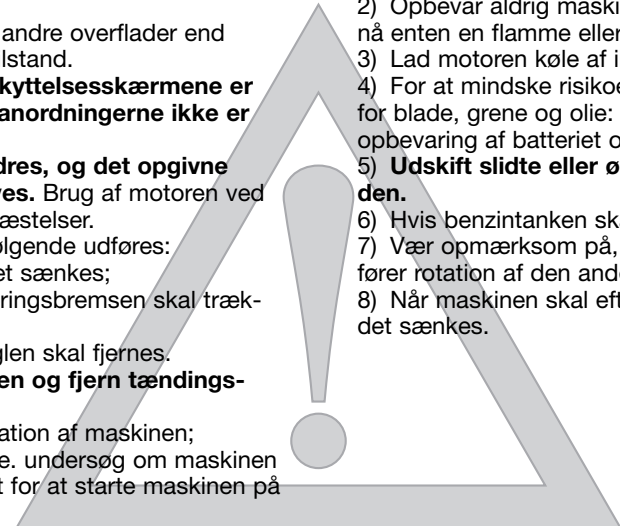 andre overflader end
lstand.
kyttelsesskærmene er
anordningerne ikke er
dres, og det opgivne
ves. Brug af motoren ved
æstelser.
ølgende udføres:
et sænkes;
ringsbremsen skal træk-
glen skal fjernes.
en og fjern tændings-
ation af maskinen;
e. undersøg om maskinen
t for at starte maskinen på
2) Opbevar aldrig maski
nå enten en flamme eller
3) Lad motoren køle af i
4) For at mindske risikoe
for blade, grene og olie:
opbevaring af batteriet o
5) Udskift slidte eller ø
den.
6) Hvis benzintanken ska
7) Vær opmærksom på,
fører rotation af den ande
8) Når maskinen skal eft
det sænkes.